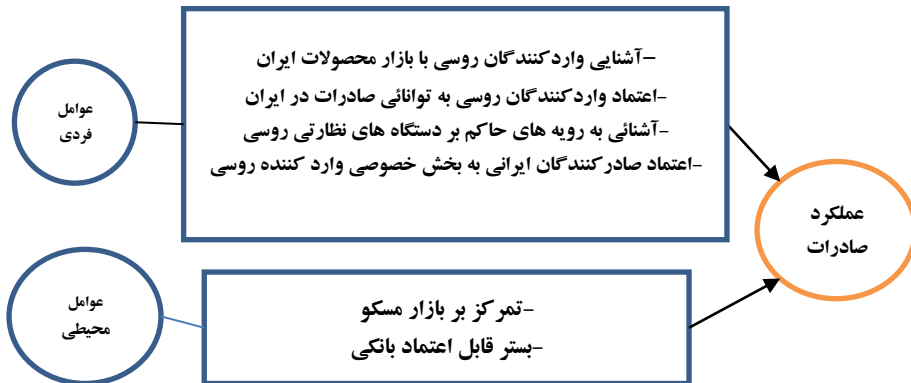 –آشنایی واردکنندگان روسی با بازار محصولات ایران
-اعتماد واردکنندگان روسی به توانائی صادرات در ایران
-آشنائی به رویه های حاکم بر دستگاه های نظارتی روسی
-اعتماد صادرکنندگان ایرانی به بخش خصوصی وارد کننده روسی
عوامل
فردی
عملکرد
صادرات
عوامل
محیطی
-تمرکز بر بازار مسکو
-بستر قابل اعتماد بانکی